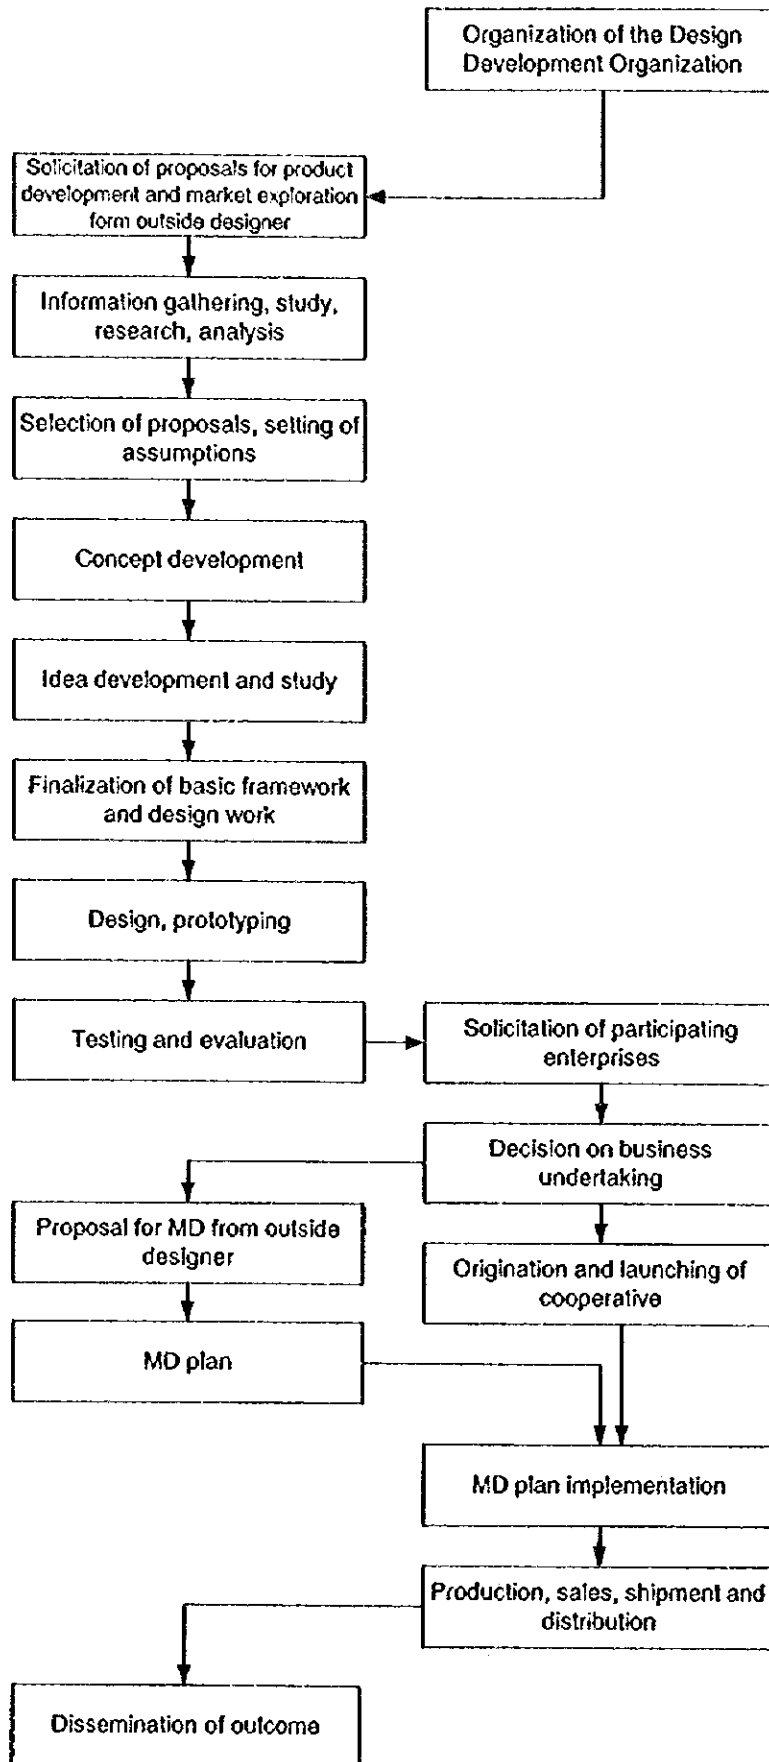 Organization of the Design
Development Organization
Solicitation of proposals for product
development and market exploration
form outside designer
Information gathering, study,
research, analysis
Selection of proposals, setting of
assumptions
Concept development
Idea development and study
Finalization of basic framework
and design work
Design, prototyping
Testing and evaluation
Solicitation of participating
enterprises
Decision on business
undertaking
Proposal for MD from outside
designer
Origination and launching of
cooperative
MD plan
MD plan implementation
Production, sales, shipment and
distribution
Dissemination of outcome